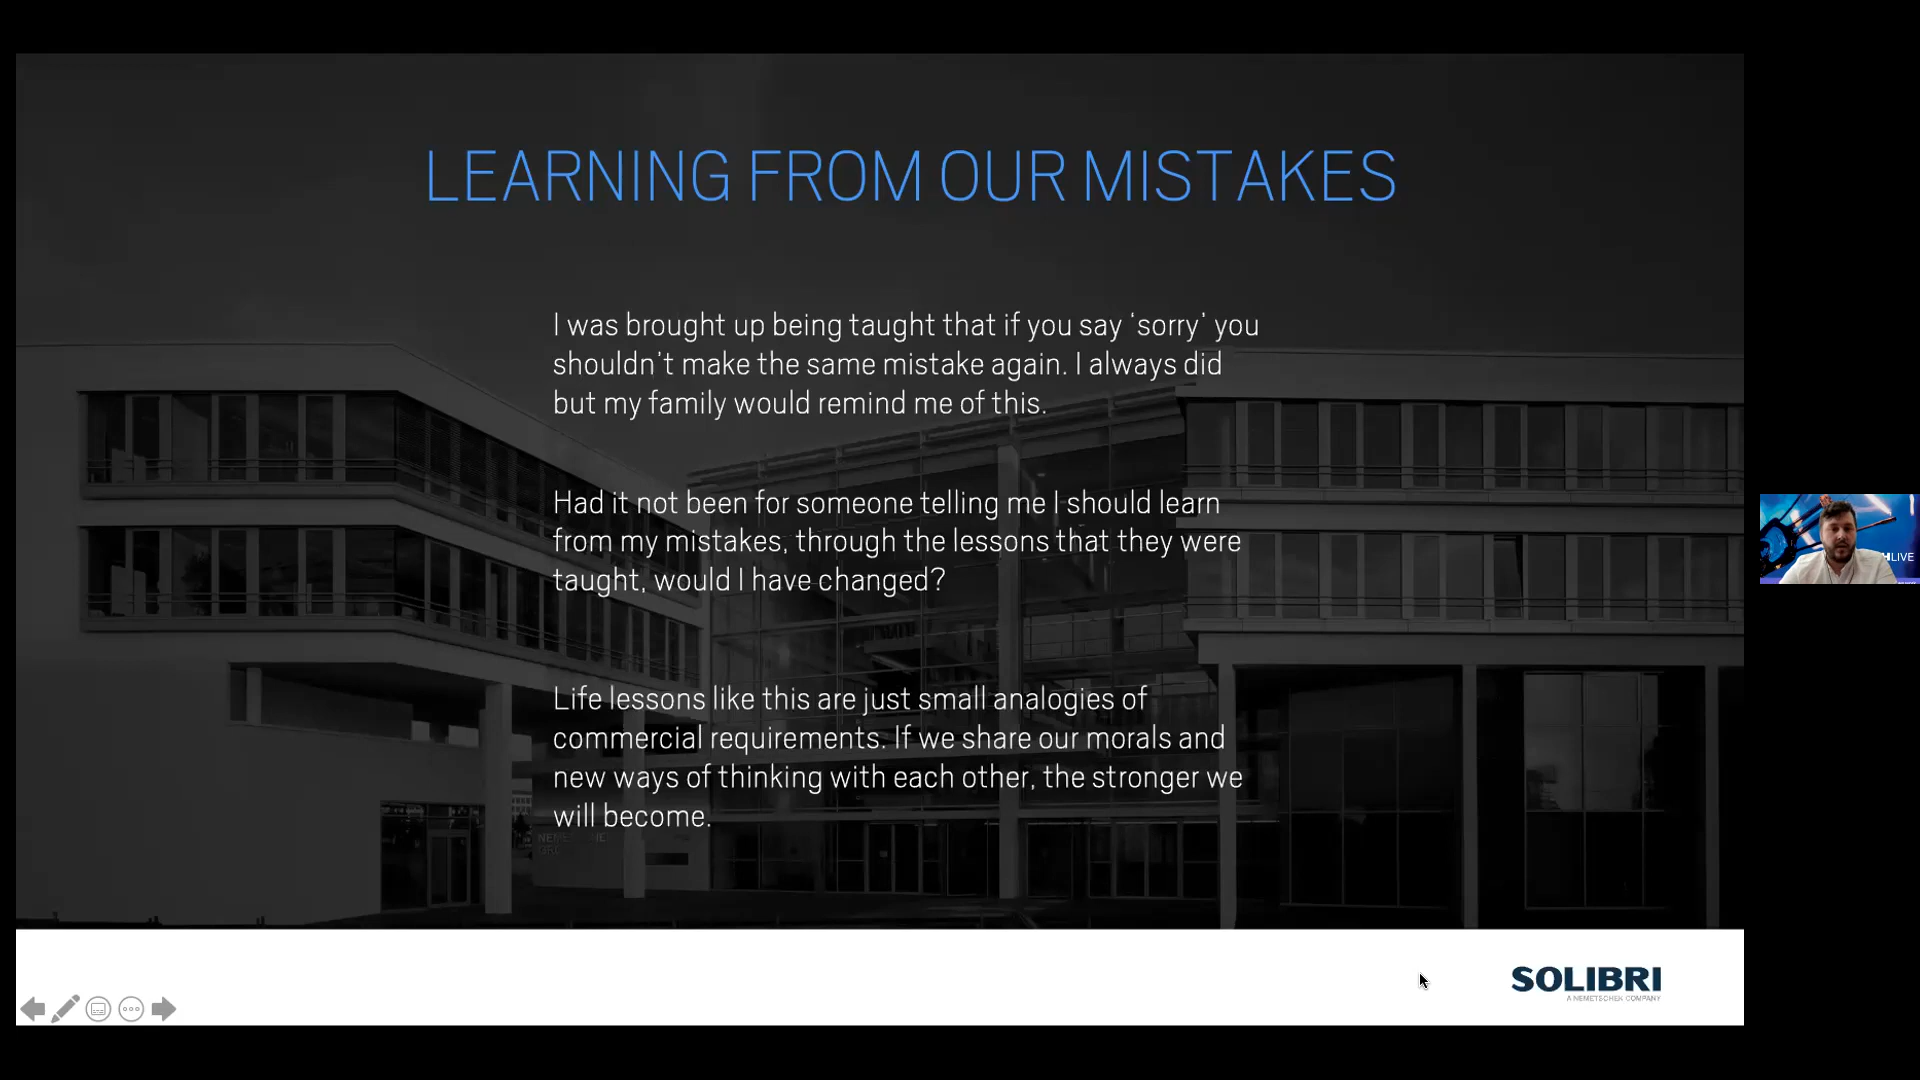 LEARNING FROM OUR MISTAKES
I was brought up being taught that if you say ‘sorry’ you
shouldn’t make the same mistake again. I always did
but my family would remind me of this.
Had it not been for someone telling me I should learn
from my mistakes, through the lessons that they were
taught, would I have changed?
Life lessons like this are just small analogies of
commercial requirements. If we share our morals and
new ways of thinking with each other, the stronger we
will become.
LIVE
SOLIBRI
A NEMETSCHEK COMPANY